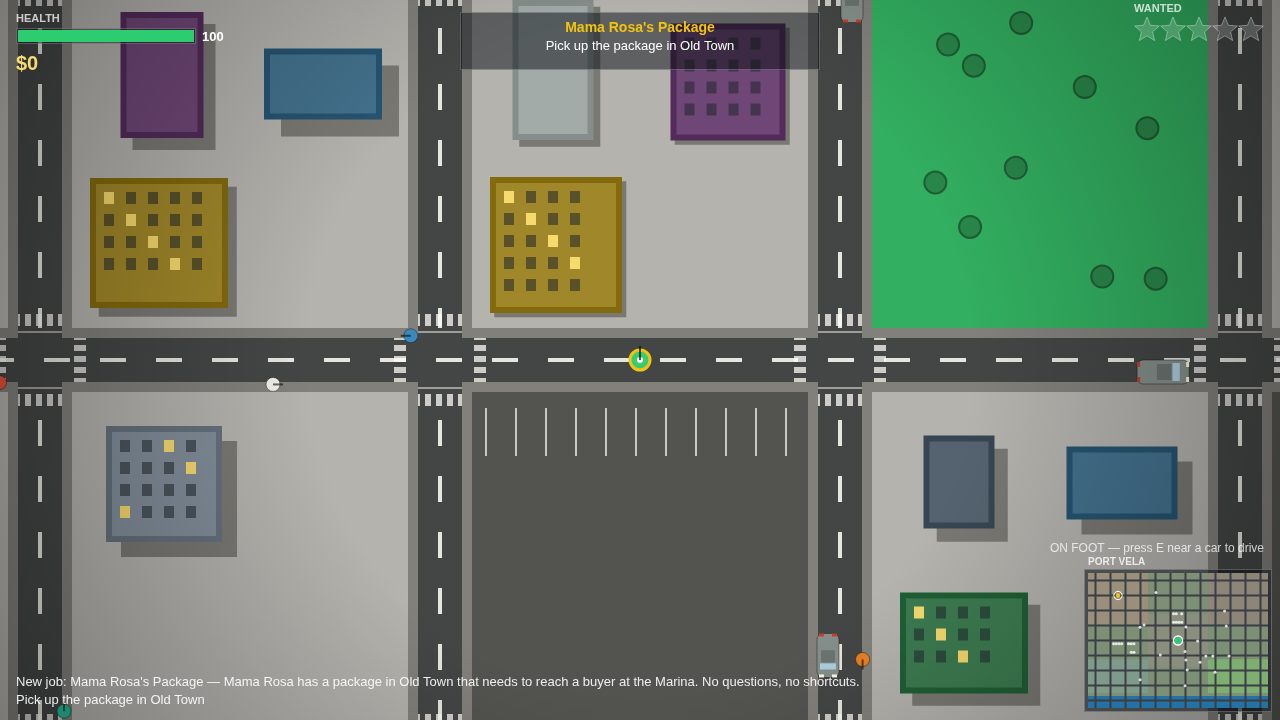 HEALTH
100
$0
Mama Rosa's Package
Pick up the package in Old Town
WANTED
ON FOOT — press E near a car to drive
PORT VELA
New job: Mama Rosa's Package — Mama Rosa has a package in Old Town that needs to reach a buyer at the Marina. No questions, no shortcuts.
Pick up the package in Old Town